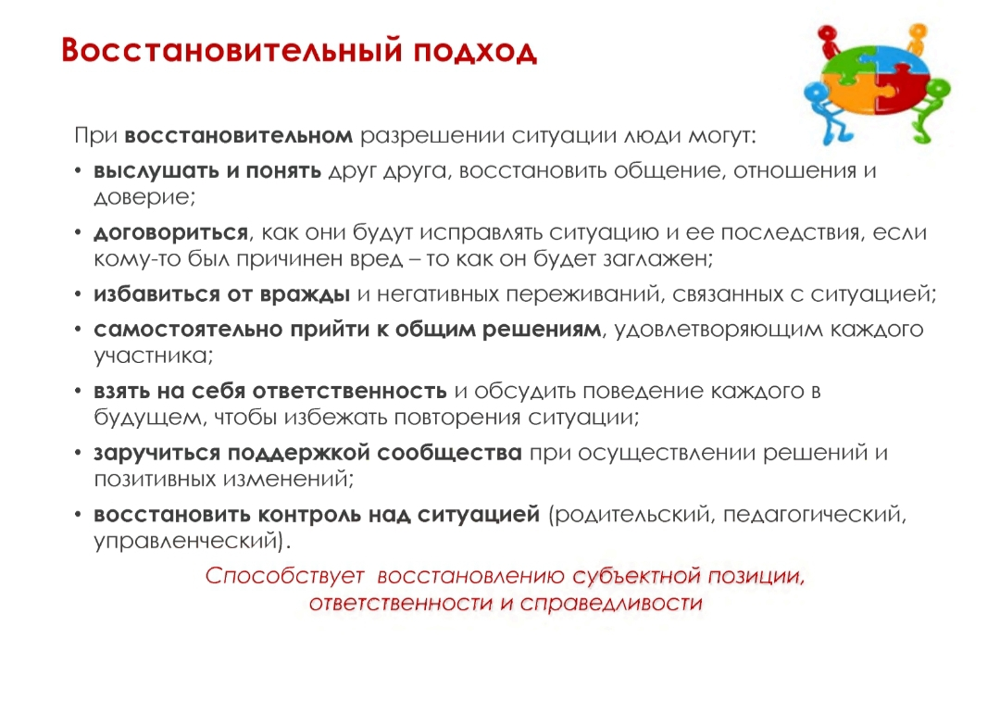 Восстановительный подход
При восстановительном разрешении ситуации люди могут:
• выслушать и понять друг друга, восстановить общение, отношения и
доверие;
• договориться, как они будут исправлять ситуацию и ее последствия, если
кому-то был причинен вред – то как он будет заглажен;
• избавиться от вражды и негативных переживаний, связанных с ситуацией;
• самостоятельно прийти к общим решениям, удовлетворяющим каждого
участника;
• взять на себя ответственность и обсудить поведение каждого в
будущем, чтобы избежать повторения ситуации;
• заручиться поддержкой сообщества при осуществлении решений и
позитивных изменений;
• восстановить контроль над ситуацией (родительский, педагогический,
управленческий).
Способствует восстановлению субъектной позиции,
ответственности и справедливости